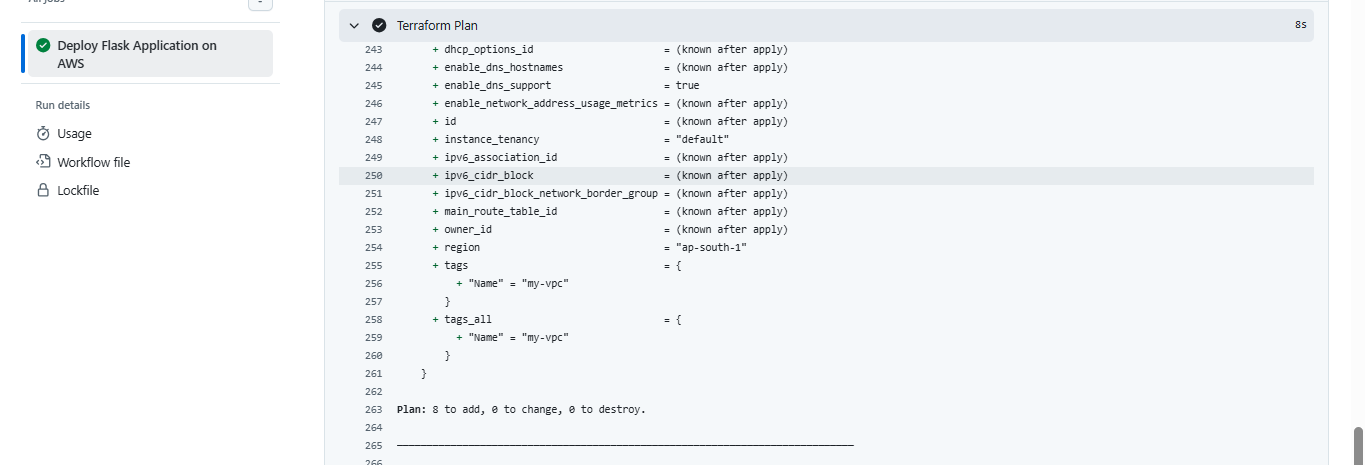 Deploy Flask Application on
AWS
Run details
Usage
Workflow file
Lockfile
Terraform Plan 8s
243 + dhcp_options_id = (known after apply)
244 + enable_dns_hostnames = (known after apply)
245 + enable_dns_support = true
246 + enable_network_address_usage_metrics = (known after apply)
247 + id = (known after apply)
248 + instance_tenancy = "default"
249 + ipv6_association_id = (known after apply)
250 + ipv6_cidr_block = (known after apply)
251 + ipv6_cidr_block_network_border_group = (known after apply)
252 + main_route_table_id = (known after apply)
253 + owner_id = (known after apply)
254 + region = "ap-south-1"
255 + tags = {
256 + "Name" = "my-vpc"
257 }
258 + tags_all = {
259 + "Name" = "my-vpc"
260 }
261 }
262
263 Plan: 8 to add, 0 to change, 0 to destroy.
264
265 ─────────────────────────────────────────────────────────────────────────────
266